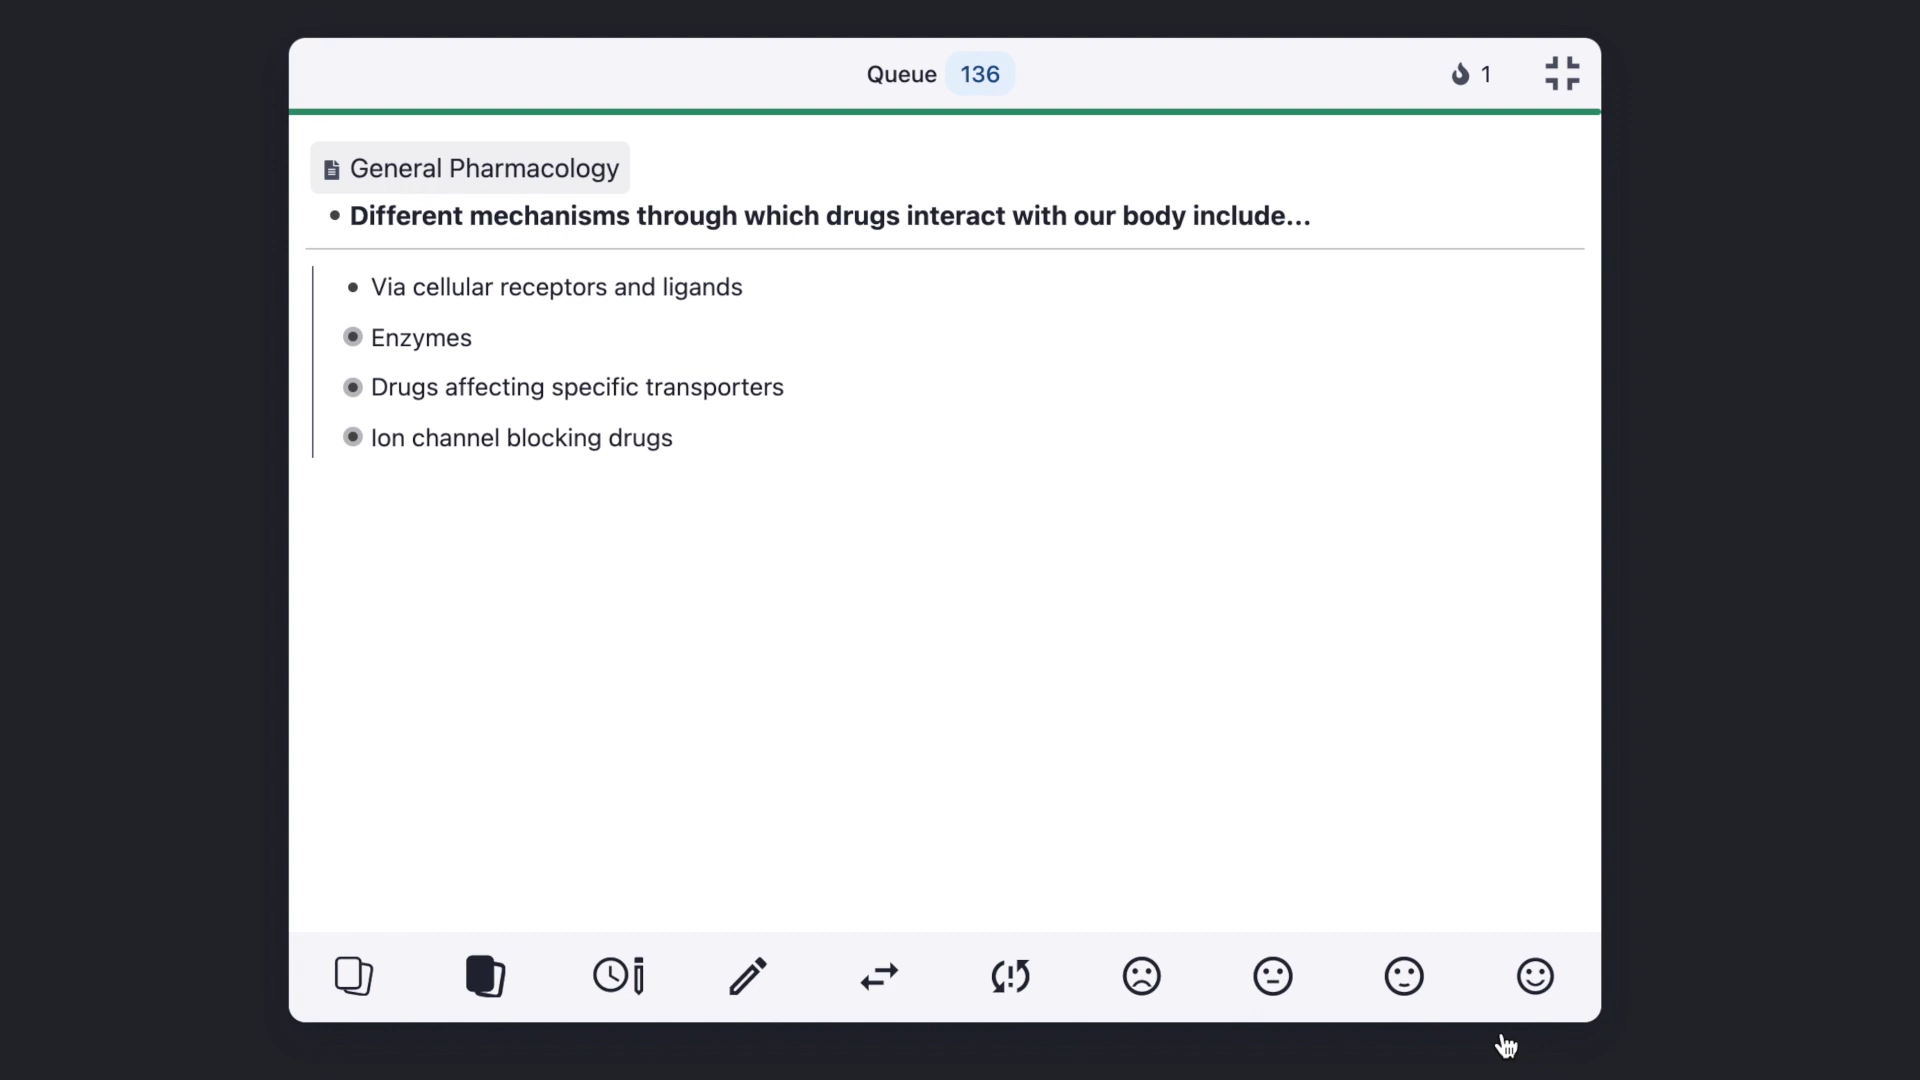 Queue 136
1
General Pharmacology
Different mechanisms through which drugs interact with our body include...
Via cellular receptors and ligands
Enzymes
Drugs affecting specific transporters
Ion channel blocking drugs